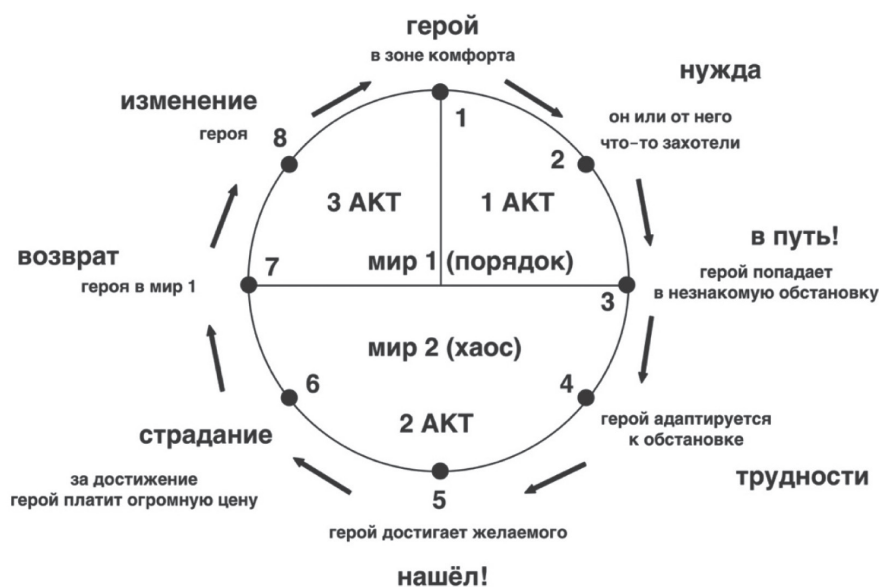 герой
в зоне комфорта
1
нужда
он или от него
что-то захотели
2
1 АКТ
в путь!
герой попадает
в незнакомую обстановку
3
мир 1 (порядок)
мир 2 (хаос)
4
герой адаптируется
к обстановке
трудности
2 АКТ
5
герой достигает желаемого
нашёл!
6
страдание
за достижение
герой платит огромную цену
7
возврат
героя в мир 1
8
изменение
героя
3 АКТ